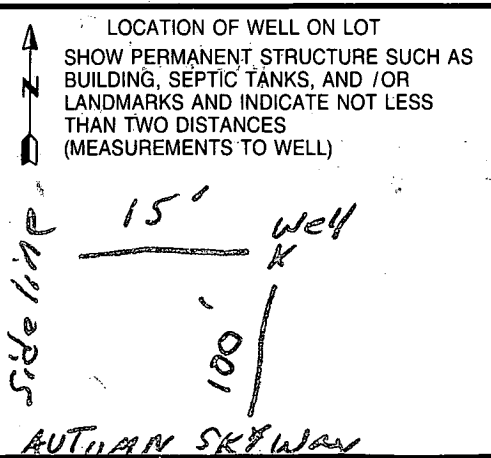 LOCATION OF WELL ON LOT
SHOW PERMANENT STRUCTURE SUCH AS
BUILDING, SEPTIC TANKS, AND / OR
LANDMARKS AND INDICATE NOT LESS
THAN TWO DISTANCES
(MEASUREMENTS TO WELL)
N
15'
Well
X
side line
100'
AUTUMN SKYWAY